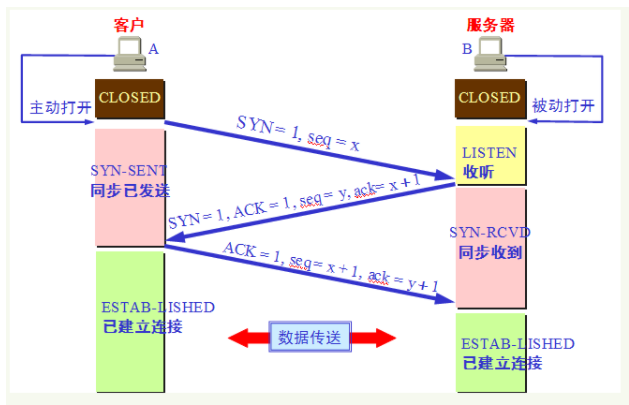 客户
服务器
A
B
CLOSED
CLOSED
主动打开
被动打开
SYN = 1, seq = x
LISTEN
收听
SYN-SENT
同步已发送
SYN = 1, ACK = 1, seq = y, ack= x + 1
SYN-RCVD
同步收到
ACK = 1, seq= x + 1, ack = y + 1
ESTAB-LISHED
已建立连接
数据传送
ESTAB-LISHED
已建立连接